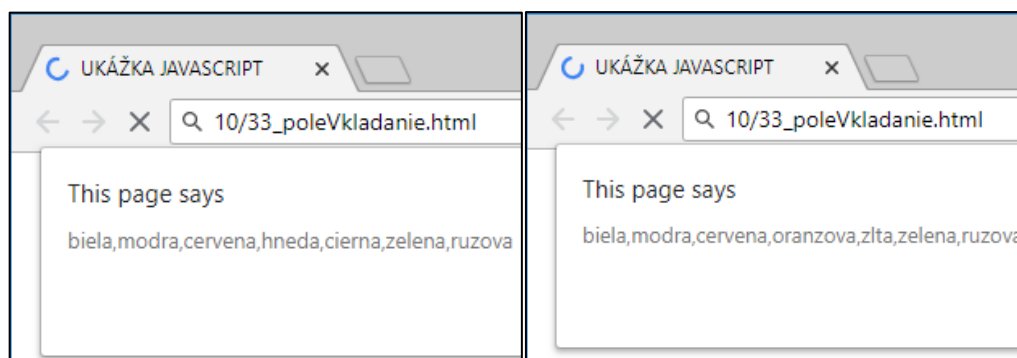 UKÁŽKA JAVASCRIPT
10/33_poleVkladanie.html
This page says
biela,modra,cervena,hneda,cierna,zelena,ruzova
UKÁŽKA JAVASCRIPT
10/33_poleVkladanie.html
This page says
biela,modra,cervena,oranzova,zlta,zelena,ruzova